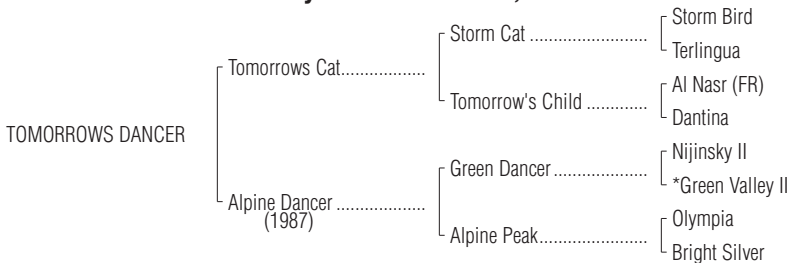 Storm Bird
Storm Cat ............................
Terlingua
Tomorrows Cat..................
Al Nasr (FR)
Tomorrow's Child ..............
Dantina
TOMORROWS DANCER
Nijinsky II
Green Dancer ......................
*Green Valley II
Alpine Dancer ...................
(1987)
Olympia
Alpine Peak.........................
Bright Silver